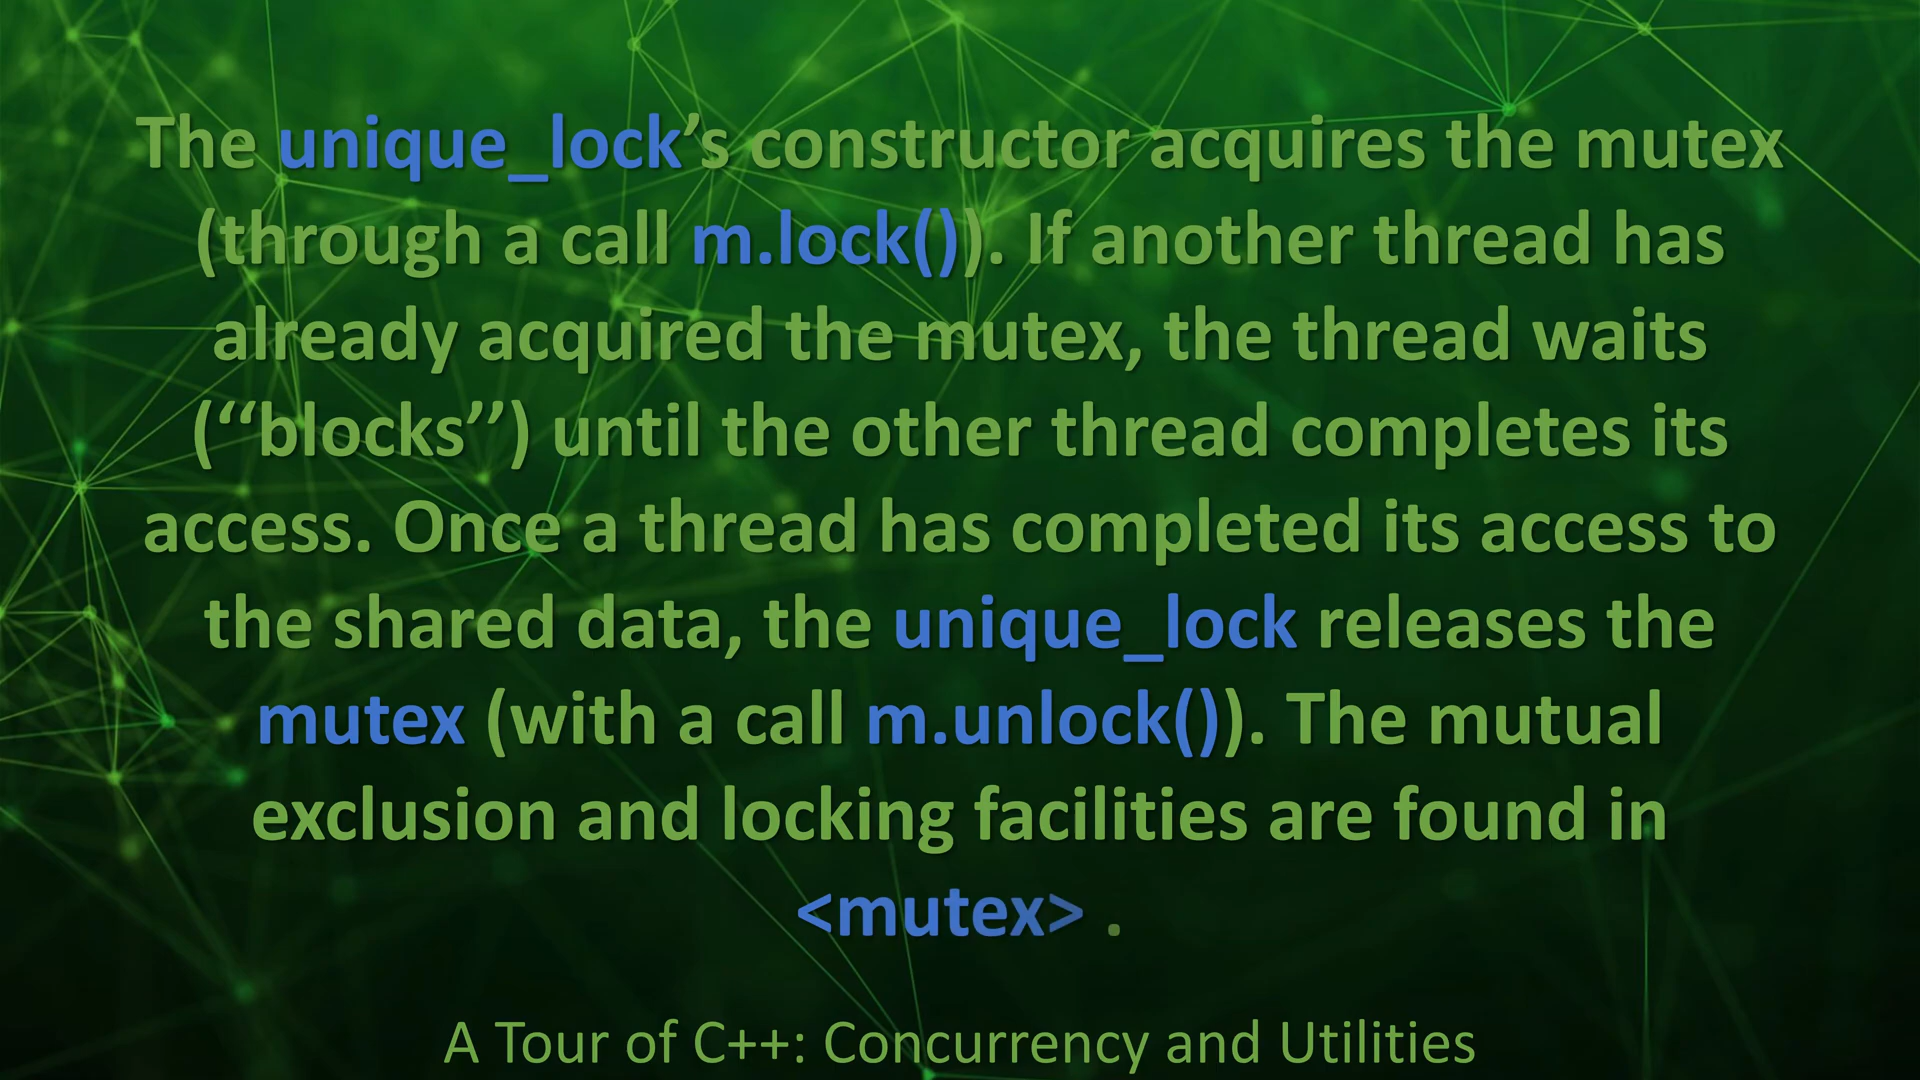 The unique_lock’s constructor acquires the mutex
(through a call m.lock()). If another thread has
already acquired the mutex, the thread waits
(‘‘blocks’’) until the other thread completes its
access. Once a thread has completed its access to
the shared data, the unique_lock releases the
mutex (with a call m.unlock()). The mutual
exclusion and locking facilities are found in
<mutex> .
A Tour of C++: Concurrency and Utilities